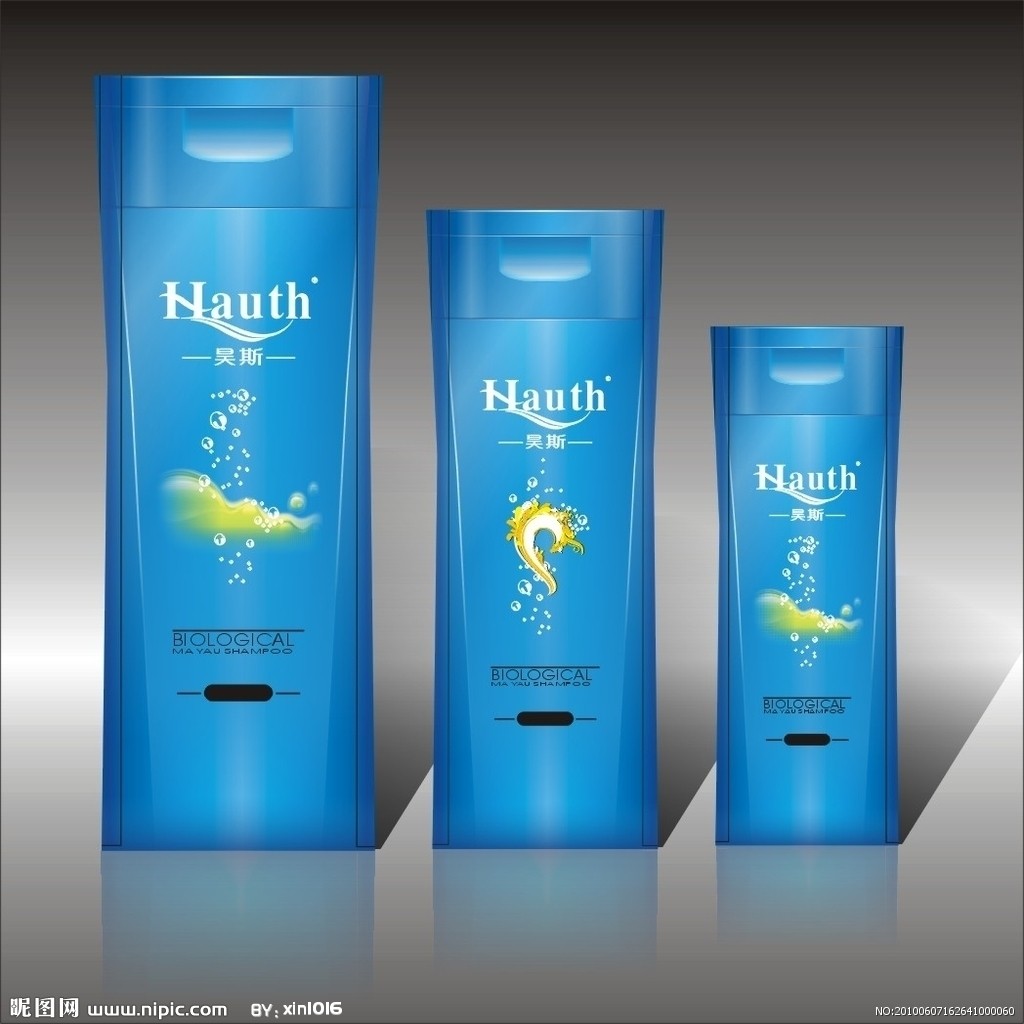 Hauth
昊斯
BIOLOGICAL
MA YAU SHAMPOO
Hauth
昊斯
BIOLOGICAL
MA YAU SHAMPOO
Hauth
昊斯
BIOLOGICAL
MA YAU SHAMPOO
昵图网 www.nipic.com BY: xin1016
NO:20100607162641000060